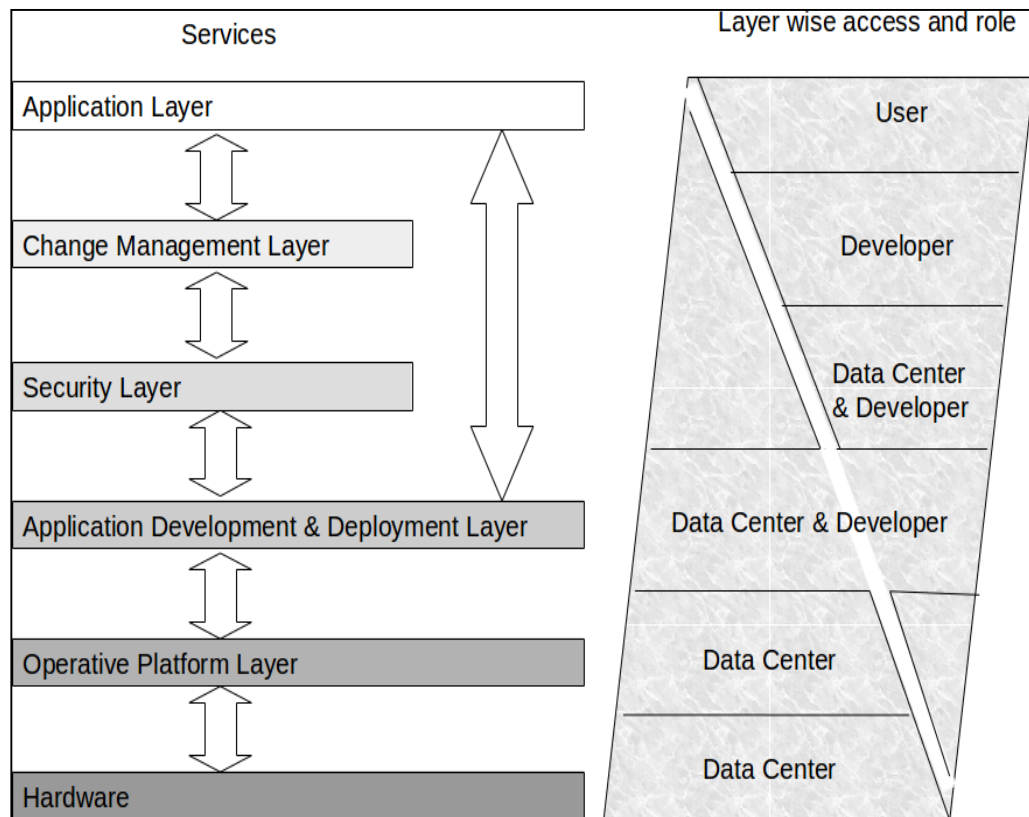 Services
Layer wise access and role
Application Layer
User
Change Management Layer
Developer
Security Layer
Data Center
& Developer
Application Development & Deployment Layer
Data Center & Developer
Operative Platform Layer
Data Center
Hardware
Data Center